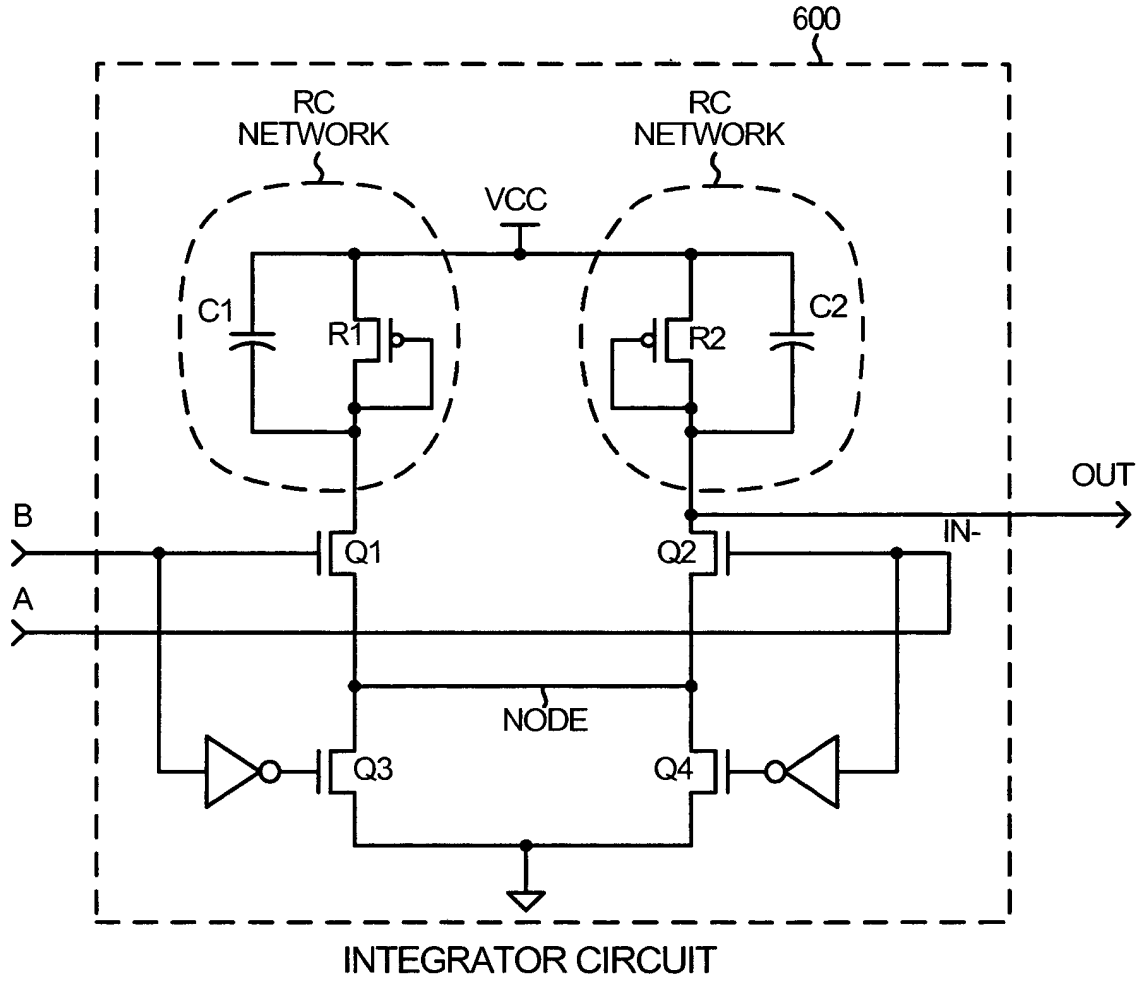 600
RC
NETWORK
RC
NETWORK
VCC
C1
R1
R2
C2
OUT
B
IN-
Q1
Q2
A
NODE
Q3
Q4
INTEGRATOR CIRCUIT